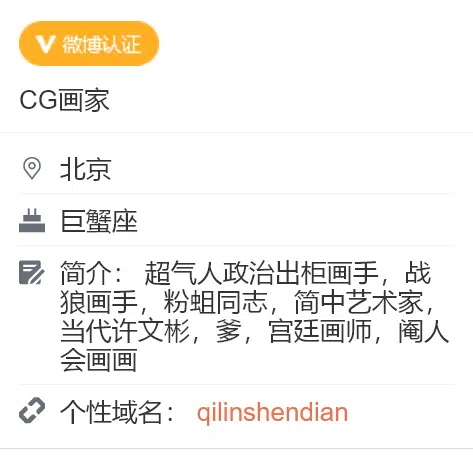 微博认证
CG画家
北京
巨蟹座
简介： 超气人政治出柜画手，战
狼画手，粉蛆同志，简中艺术家，
当代许文彬，爹，宫廷画师，阉人
会画画
个性域名： qilinshendian